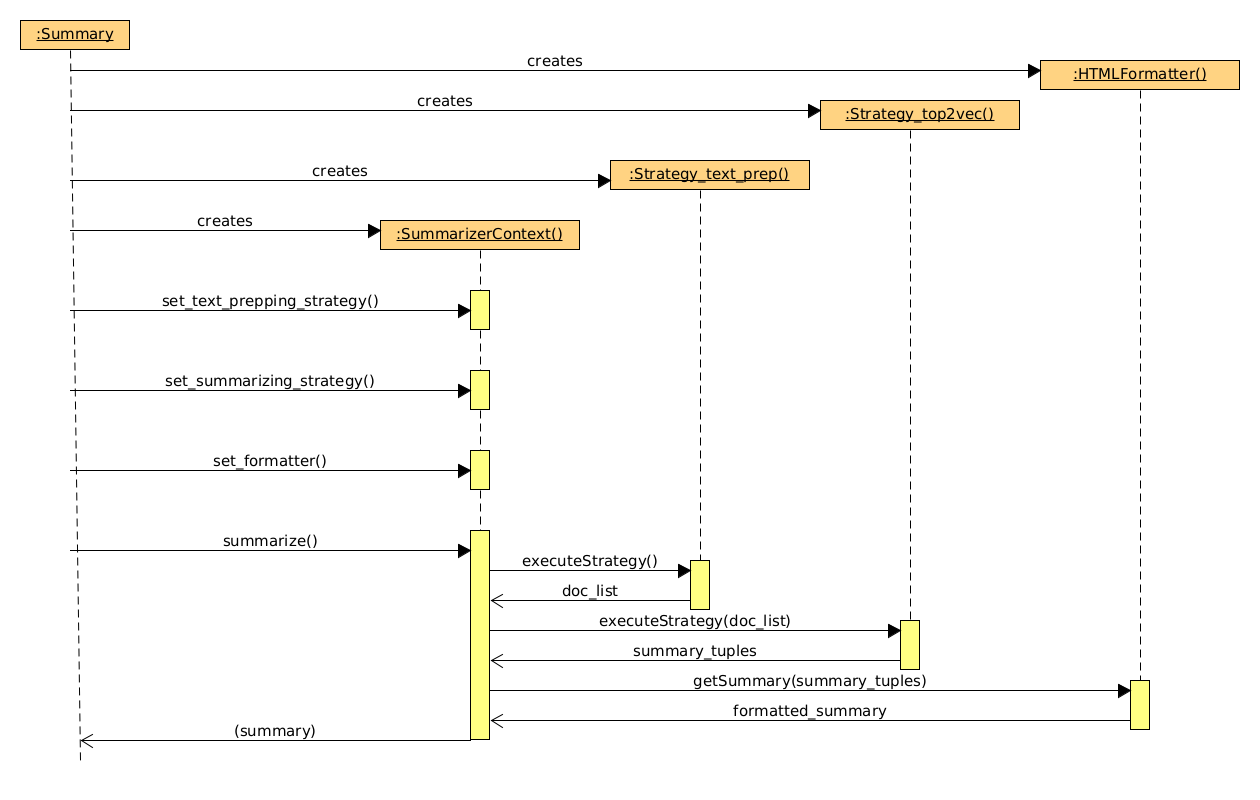 :Summary
creates
:HTMLFormatter()
creates
:Strategy_top2vec()
creates
:Strategy_text_prep()
creates
:SummarizerContext()
set_text_prepping_strategy()
set_summarizing_strategy()
set_formatter()
summarize()
executeStrategy()
doc_list
executeStrategy(doc_list)
summary_tuples
getSummary(summary_tuples)
formatted_summary
(summary)